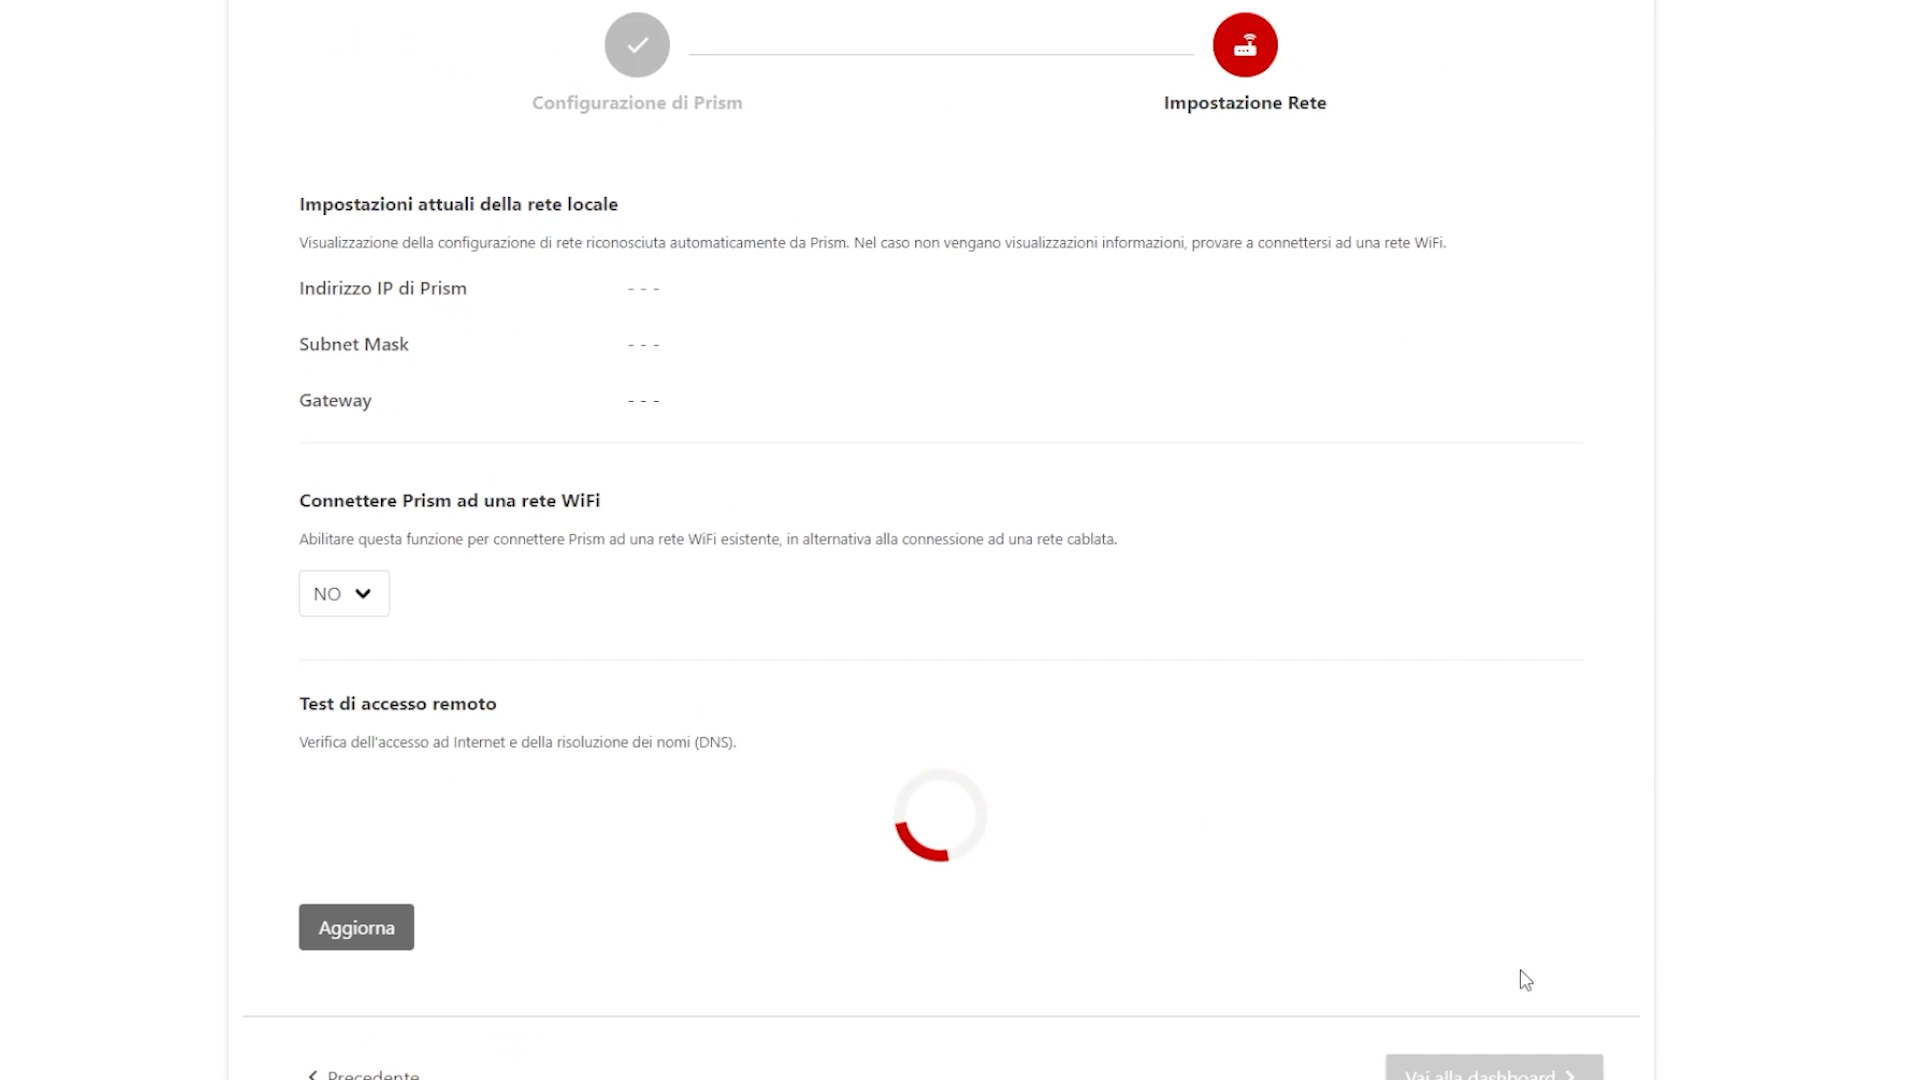 Configurazione di Prism
Impostazione Rete
Impostazioni attuali della rete locale
Visualizzazione della configurazione di rete riconosciuta automaticamente da Prism. Nel caso non vengano visualizzazioni informazioni, provare a connettersi ad una rete WiFi.
Indirizzo IP di Prism - - -
Subnet Mask - - -
Gateway - - -
Connettere Prism ad una rete WiFi
Abilitare questa funzione per connettere Prism ad una rete WiFi esistente, in alternativa alla connessione ad una rete cablata.
NO
Test di accesso remoto
Verifica dell'accesso ad Internet e della risoluzione dei nomi (DNS).
Aggiorna
Precedente
Vai alla dashboard